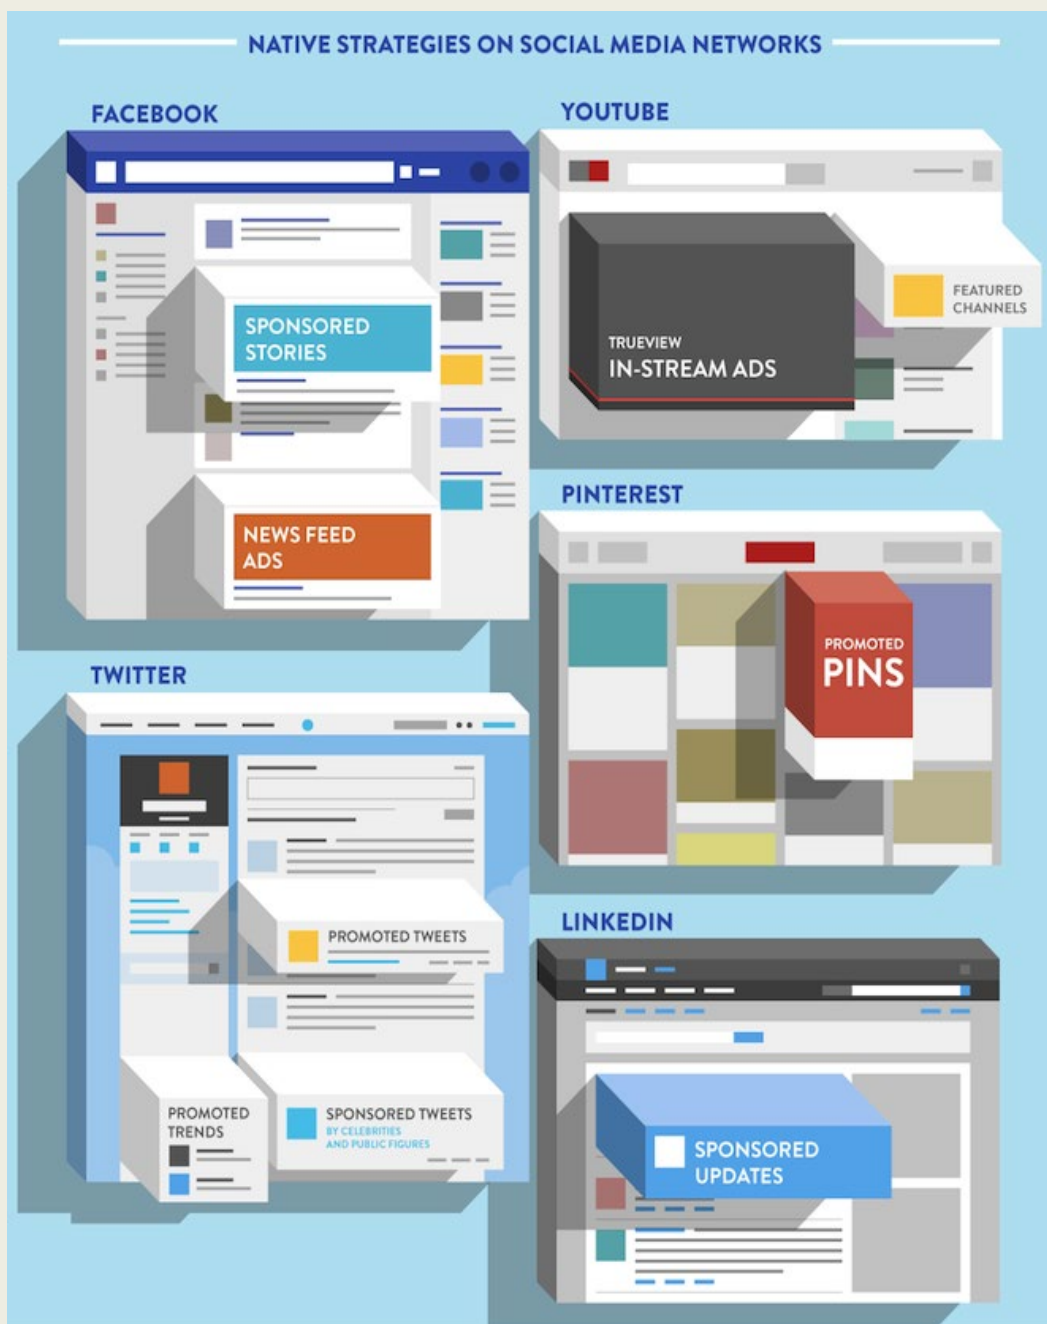 NATIVE STRATEGIES ON SOCIAL MEDIA NETWORKS
FACEBOOK
SPONSORED
STORIES
NEWS FEED
ADS
YOUTUBE
TRUEVIEW
IN-STREAM ADS
FEATURED
CHANNELS
PINTEREST
PROMOTED
PINS
TWITTER
PROMOTED TWEETS
PROMOTED
TRENDS
SPONSORED TWEETS
BY CELEBRITIES
AND PUBLIC FIGURES
LINKEDIN
SPONSORED
UPDATES